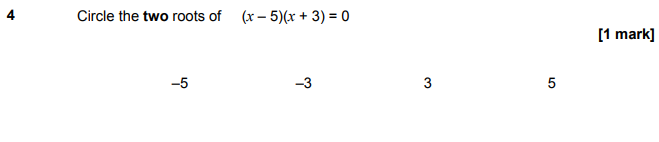 4 Circle the two roots of (x – 5)(x + 3) = 0
[1 mark]
–5 –3 3 5